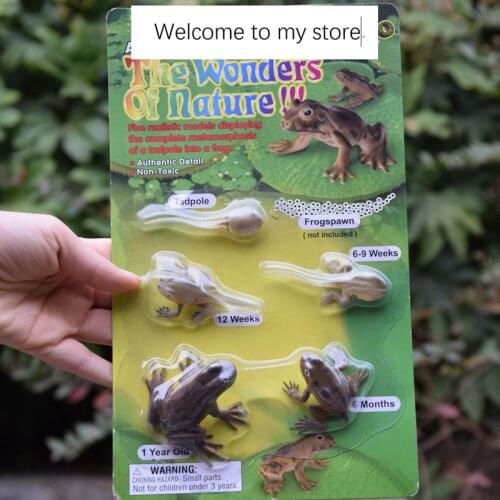 Welcome to my store
The Wonders
Of Nature!!!
Five realistic models displaying
the complete metamorphosis
of a tadpole into a frog.
Authentic Detail
Non-Toxic
Tadpole
Frogspawn
( not included )
6-9 Weeks
12 Weeks
6 Months
1 Year Old
WARNING:
CHOKING HAZARD- Small parts.
Not for children under 3 years.